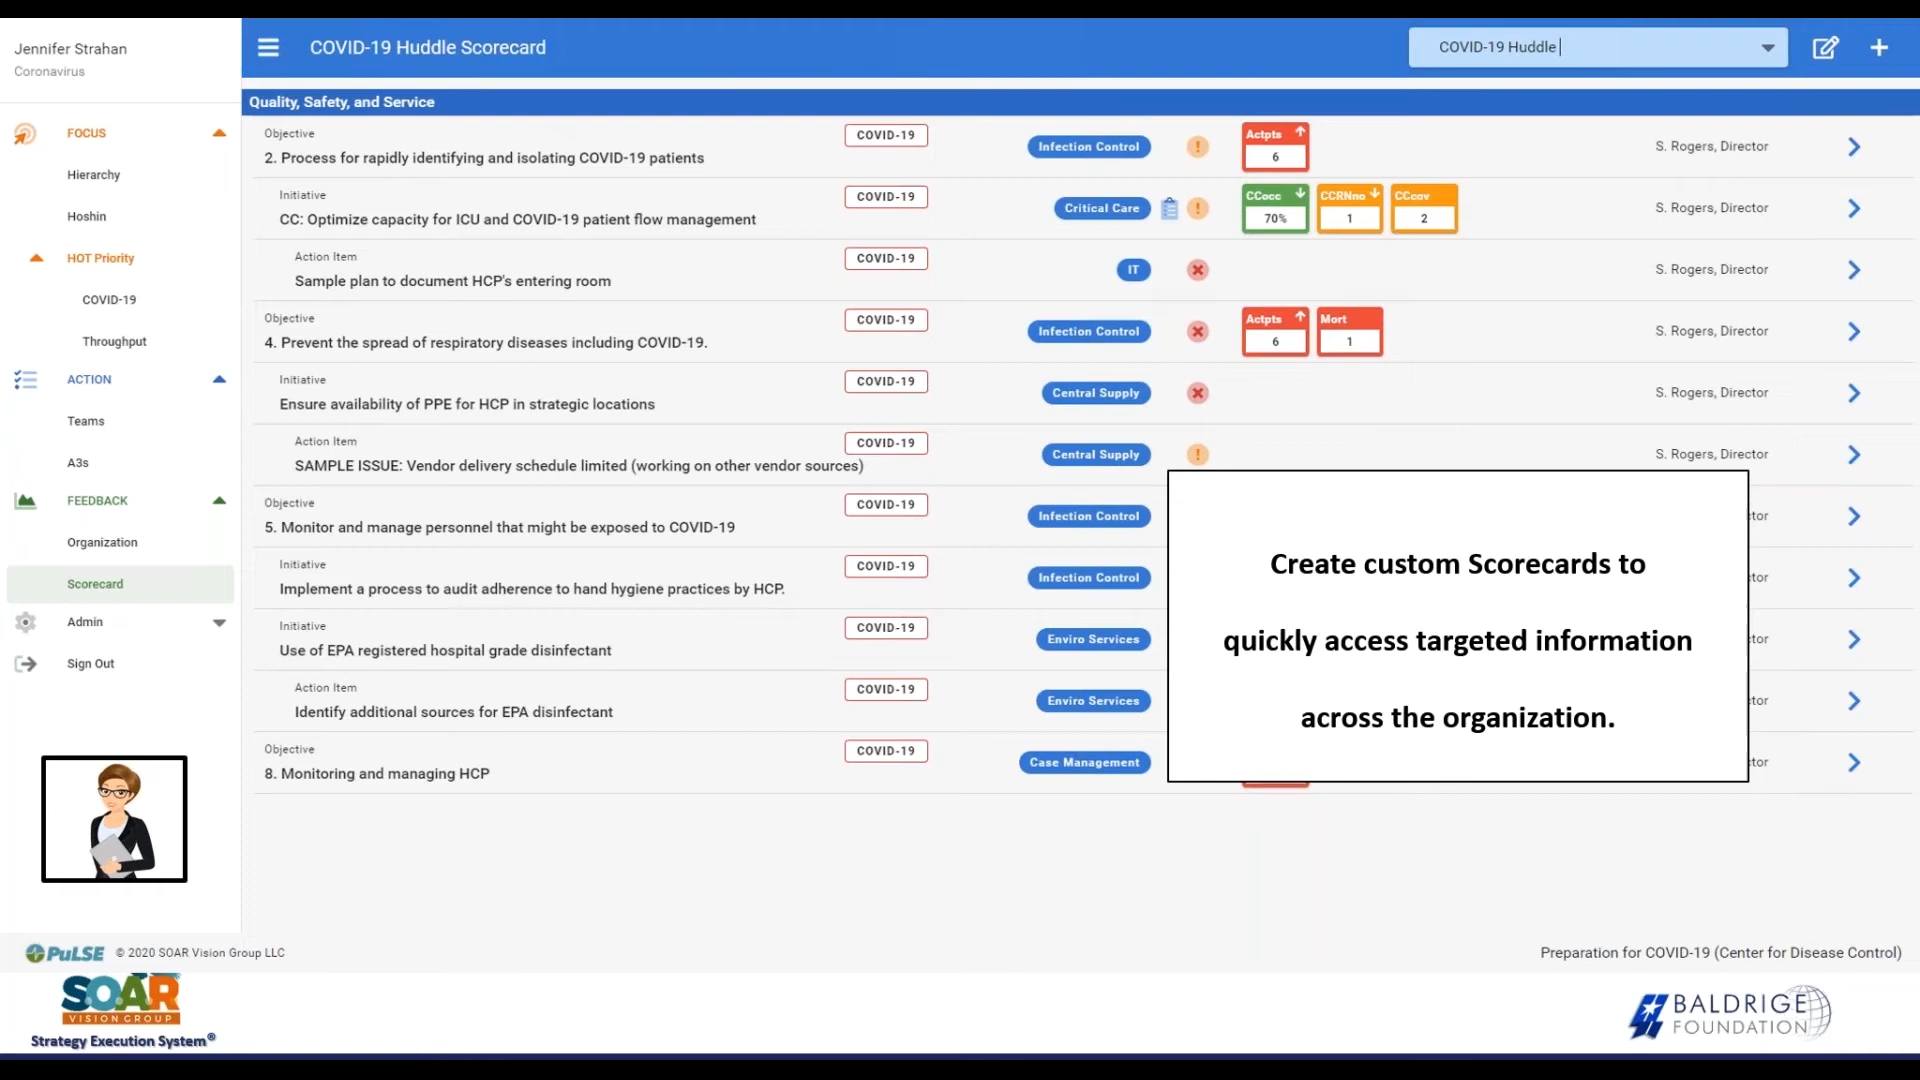 Jennifer Strahan
Coronavirus
COVID-19 Huddle Scorecard
COVID-19 Huddle
FOCUS
Hierarchy
Hoshin
HOT Priority
COVID-19
Throughput
ACTION
Teams
A3s
FEEDBACK
Organization
Scorecard
Admin
Sign Out
Quality, Safety, and Service
Objective
COVID-19
2. Process for rapidly identifying and isolating COVID-19 patients
Infection Control
!
Actpts
6
S. Rogers, Director
Initiative
COVID-19
CC: Optimize capacity for ICU and COVID-19 patient flow management
Critical Care
!
CCocc
70%
CCRNno
1
CCcov
2
S. Rogers, Director
Action Item
COVID-19
Sample plan to document HCP's entering room
IT
S. Rogers, Director
Objective
COVID-19
4. Prevent the spread of respiratory diseases including COVID-19.
Infection Control
Actpts
6
Mort
1
S. Rogers, Director
Initiative
COVID-19
Ensure availability of PPE for HCP in strategic locations
Central Supply
S. Rogers, Director
Action Item
COVID-19
SAMPLE ISSUE: Vendor delivery schedule limited (working on other vendor sources)
Central Supply
!
S. Rogers, Director
Objective
COVID-19
5. Monitor and manage personnel that might be exposed to COVID-19
Infection Control
tor
Initiative
COVID-19
Implement a process to audit adherence to hand hygiene practices by HCP.
Infection Control
tor
Initiative
COVID-19
Use of EPA registered hospital grade disinfectant
Enviro Services
tor
Action Item
COVID-19
Identify additional sources for EPA disinfectant
Enviro Services
tor
Objective
COVID-19
8. Monitoring and managing HCP
Case Management
tor
Create custom Scorecards to
quickly access targeted information
across the organization.
PULSE © 2020 SOAR Vision Group LLC
Preparation for COVID-19 (Center for Disease Control)
SOAR
VISION GROUP
Strategy Execution System®
BALDRIGE
FOUNDATION